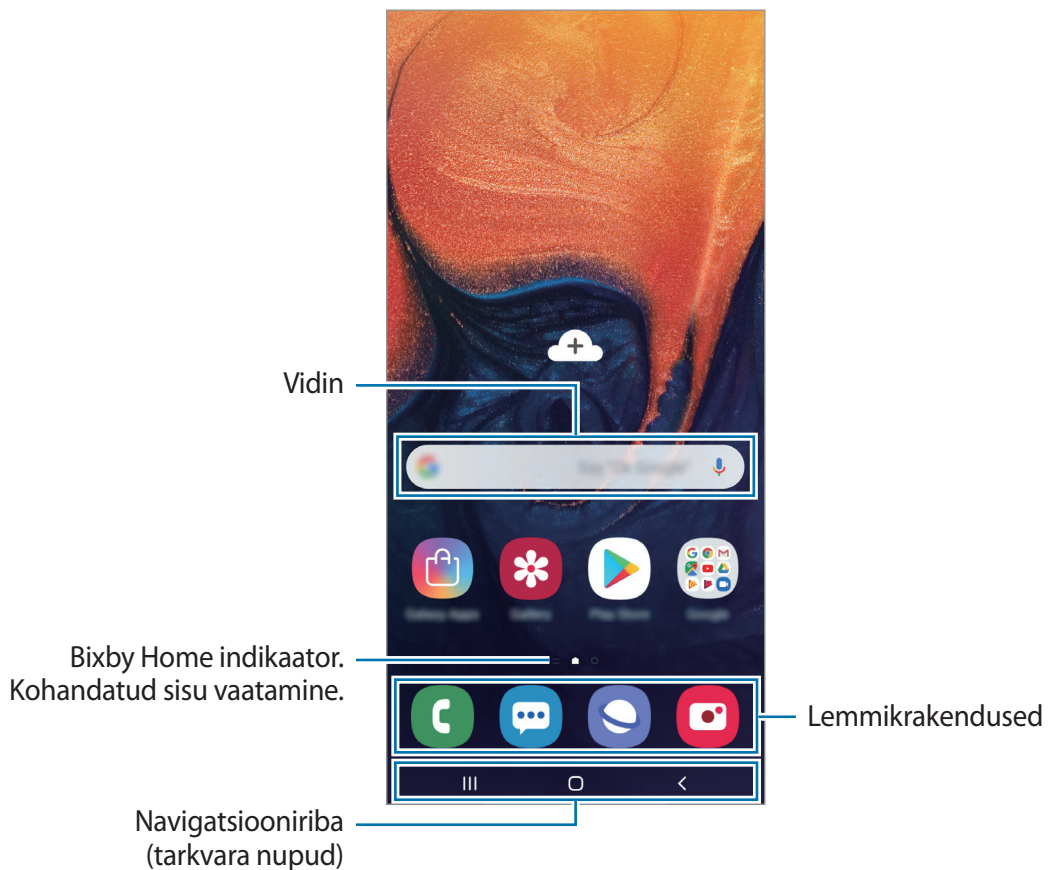 Vidin
Bixby Home indikaator.
Kohandatud sisu vaatamine.
Lemmikrakendused
Navigatsiooniriba
(tarkvara nupud)